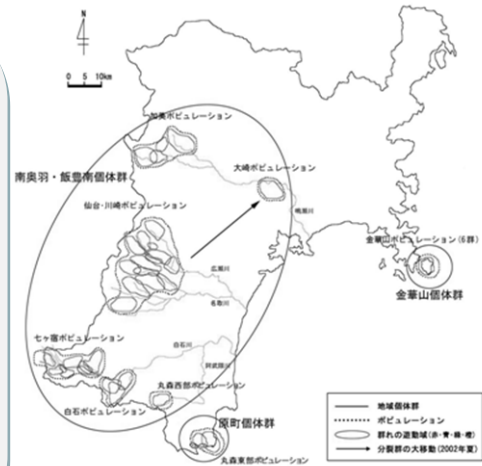 N
0 5 10km
加美ポピュレーション
大崎ポピュレーション
南奥羽・飯豊南個体群
仙台・川崎ポピュレーション
鳴瀬川
金華山ポピュレーション(6群)
広瀬川
金華山個体群
名取川
七ヶ宿ポピュレーション
白石川
阿武隈川
丸森西部ポピュレーション
白石ポピュレーション
原町個体群
丸森東部ポピュレーション
地域個体群
ポピュレーション
群れの遊動域(赤・青・緑・橙)
分裂群の大移動(2002年夏)